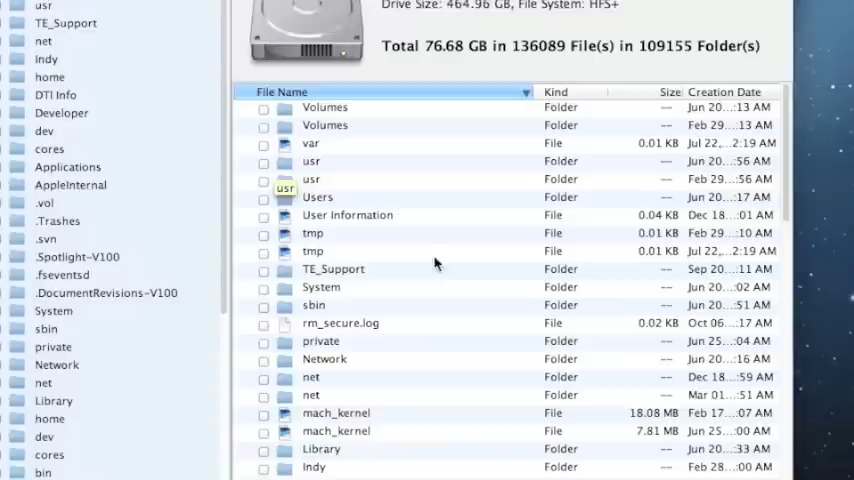 usr
TE_Support
net
Indy
home
DTI Info
Developer
dev
cores
Applications
AppleInternal
.vol
.Trashes
.svn
.Spotlight-V100
.fseventsd
.DocumentRevisions-V100
System
sbin
private
Network
net
Library
home
dev
cores
bin
Drive Size: 464.96 GB, File System: HFS+
Total 76.68 GB in 136089 File(s) in 109155 Folder(s)
File Name Kind Size Creation Date
Volumes Folder -- Jun 20...:13 AM
Volumes Folder -- Feb 29...:13 AM
var File 0.01 KB Jul 22,...2:19 AM
usr Folder -- Jun 20...:56 AM
usr Folder -- Feb 29...:56 AM
usr
Users Folder -- Jun 20...:17 AM
User Information File 0.04 KB Dec 18...:01 AM
tmp File 0.01 KB Feb 29...:10 AM
tmp File 0.01 KB Jul 22,...2:19 AM
TE_Support Folder -- Sep 20...:11 AM
System Folder -- Jun 20...:02 AM
sbin Folder -- Jun 20...:51 AM
rm_secure.log File 0.02 KB Oct 06...:17 AM
private Folder -- Jun 25...:04 AM
Network Folder -- Jun 20...:16 AM
net Folder -- Dec 18...:59 AM
net Folder -- Mar 01...:51 AM
mach_kernel File 18.08 MB Feb 17...:07 AM
mach_kernel File 7.81 MB Jun 25...:00 AM
Library Folder -- Jun 20...:33 AM
Indy Folder -- Feb 28...:00 AM